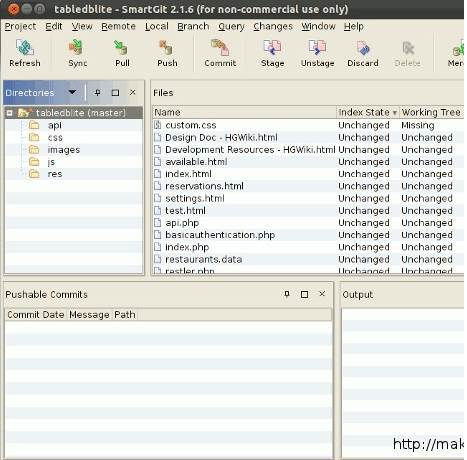 tabledblite - SmartGit 2.1.6 (for non-commercial use only)
Project Edit View Remote Local Branch Query Changes Window Help
Refresh Sync Pull Push Commit Stage Unstage Discard Delete Mer
Directories
tabledblite (master)
api
css
images
js
res
Files
Name Index State Working Tree
custom.css Unchanged Missing
Design Doc - HGWiki.html Unchanged Unchanged
Development Resources - HGWiki.html Unchanged Unchanged
available.html Unchanged Unchanged
index.html Unchanged Unchanged
reservations.html Unchanged Unchanged
settings.html Unchanged Unchanged
test.html Unchanged Unchanged
api.php Unchanged Unchanged
basicauthentication.php Unchanged Unchanged
index.php Unchanged Unchanged
restaurants.data Unchanged Unchanged
restler.php Unchanged Unchanged
Pushable Commits
Commit Date Message Path
Output
http://mak